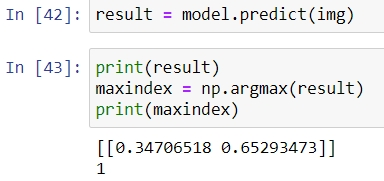 In [42]: result = model.predict(img)
In [43]: print(result)
maxindex = np.argmax(result)
print(maxindex)
[[0.34706518 0.65293473]]
1